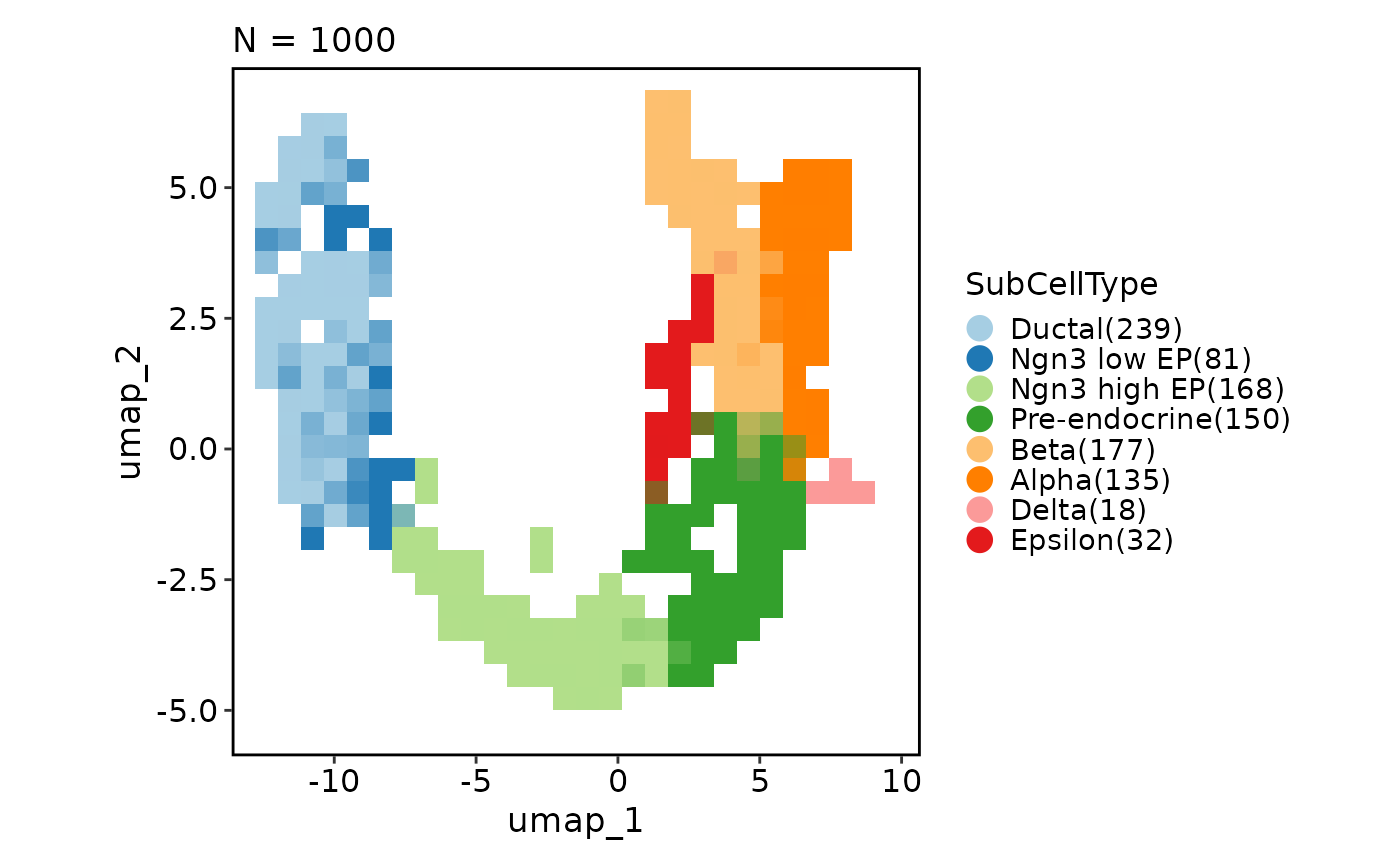 N = 1000
umap_2
5.0
2.5
0.0
-2.5
-5.0
-10
-5
0
5
10
umap_1
SubCellType
Ductal(239)
Ngn3 low EP(81)
Ngn3 high EP(168)
Pre-endocrine(150)
Beta(177)
Alpha(135)
Delta(18)
Epsilon(32)